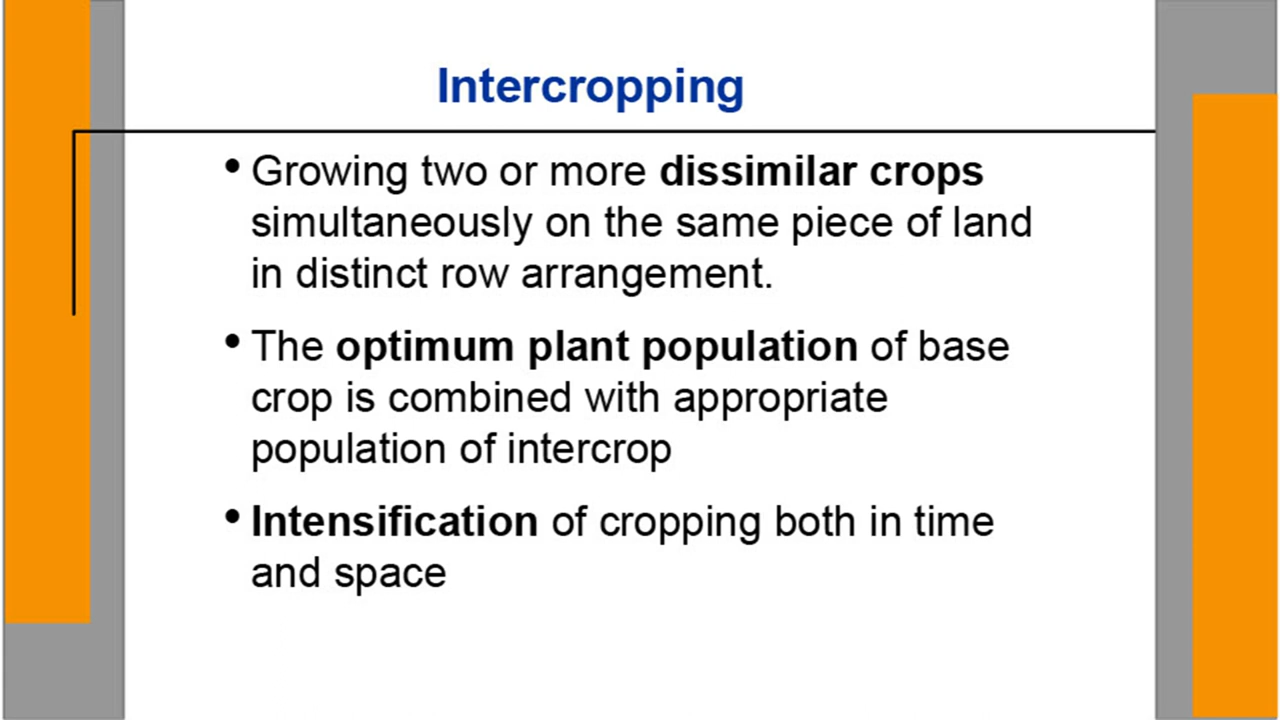 Intercropping
• Growing two or more dissimilar crops
simultaneously on the same piece of land
in distinct row arrangement.
• The optimum plant population of base
crop is combined with appropriate
population of intercrop
• Intensification of cropping both in time
and space